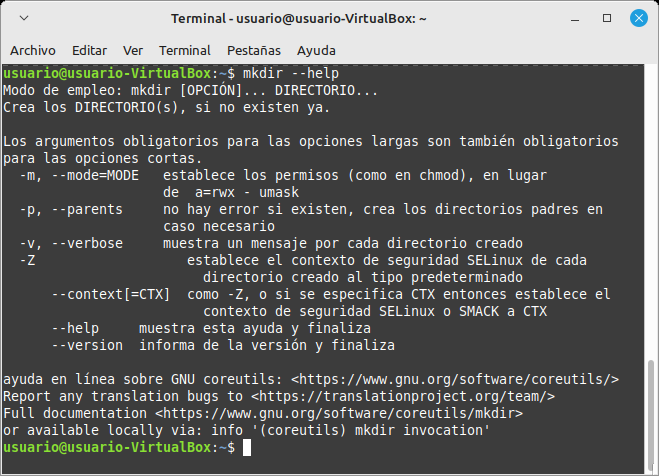 Terminal - usuario@usuario-VirtualBox: ~
Archivo Editar Ver Terminal Pestañas Ayuda
usuario@usuario-VirtualBox:~$ mkdir --help
Modo de empleo: mkdir [OPCIÓN]... DIRECTORIO...
Crea los DIRECTORIO(s), si no existen ya.

Los argumentos obligatorios para las opciones largas son también obligatorios
para las opciones cortas.
  -m, --mode=MODE   establece los permisos (como en chmod), en lugar
                    de  a=rwx - umask
  -p, --parents     no hay error si existen, crea los directorios padres en
                    caso necesario
  -v, --verbose     muestra un mensaje por cada directorio creado
  -Z                   establece el contexto de seguridad SELinux de cada
                         directorio creado al tipo predeterminado
      --context[=CTX]  como -Z, o si se especifica CTX entonces establece el
                         contexto de seguridad SELinux o SMACK a CTX
      --help     muestra esta ayuda y finaliza
      --version  informa de la versión y finaliza

ayuda en línea sobre GNU coreutils: <https://www.gnu.org/software/coreutils/>
Report any translation bugs to <https://translationproject.org/team/>
Full documentation <https://www.gnu.org/software/coreutils/mkdir>
or available locally via: info '(coreutils) mkdir invocation'
usuario@usuario-VirtualBox:~$